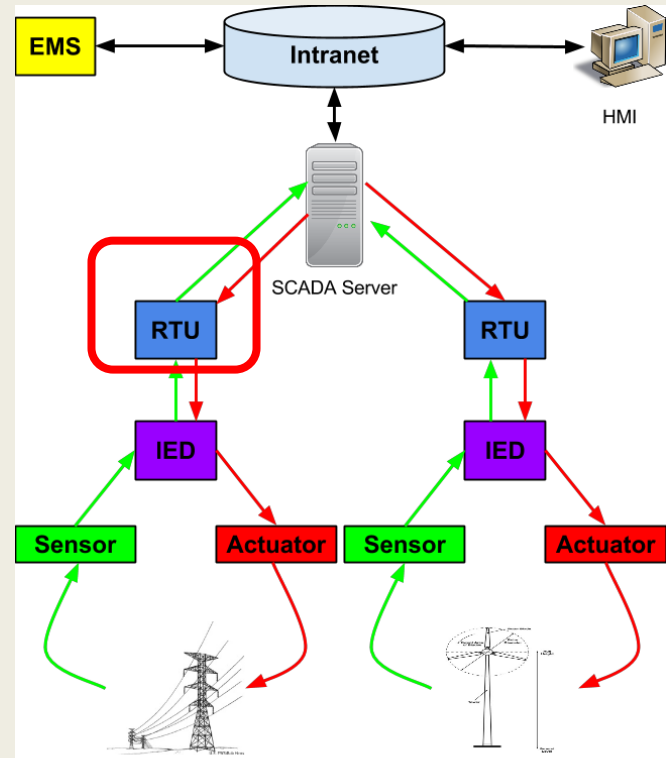 EMS
Intranet
HMI
SCADA Server
RTU
RTU
IED
IED
Sensor
Actuator
Sensor
Actuator